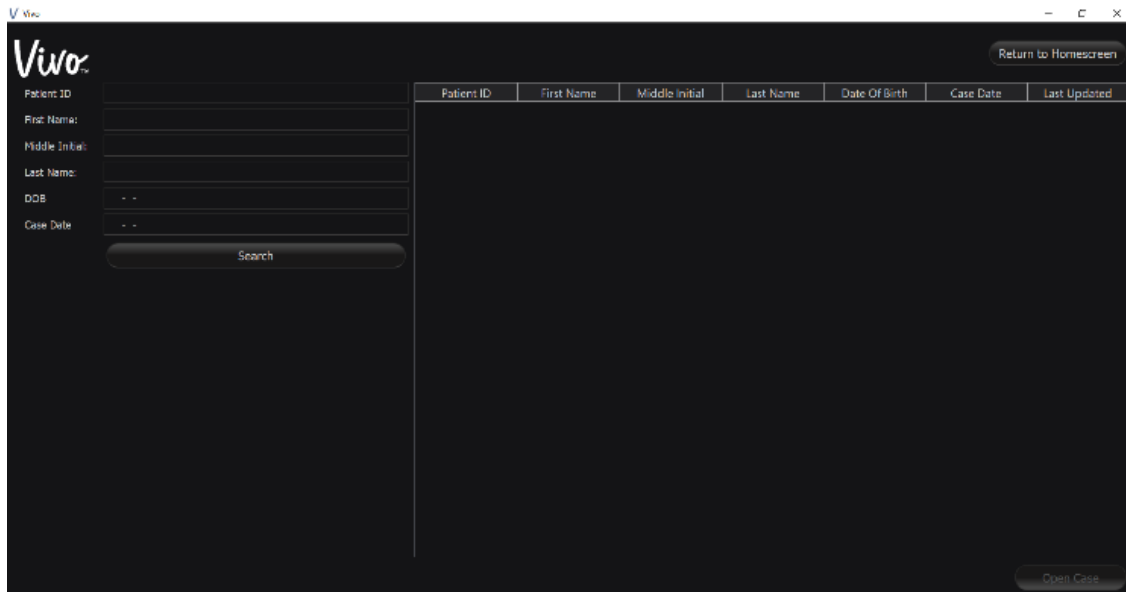 Vivo
Vivo™
Return to Homescreen
Patient ID
First Name:
Middle Initial:
Last Name:
DOB
- -
Case Date
- -
Search
Patient ID First Name Middle Initial Last Name Date Of Birth Case Date Last Updated
Open Case